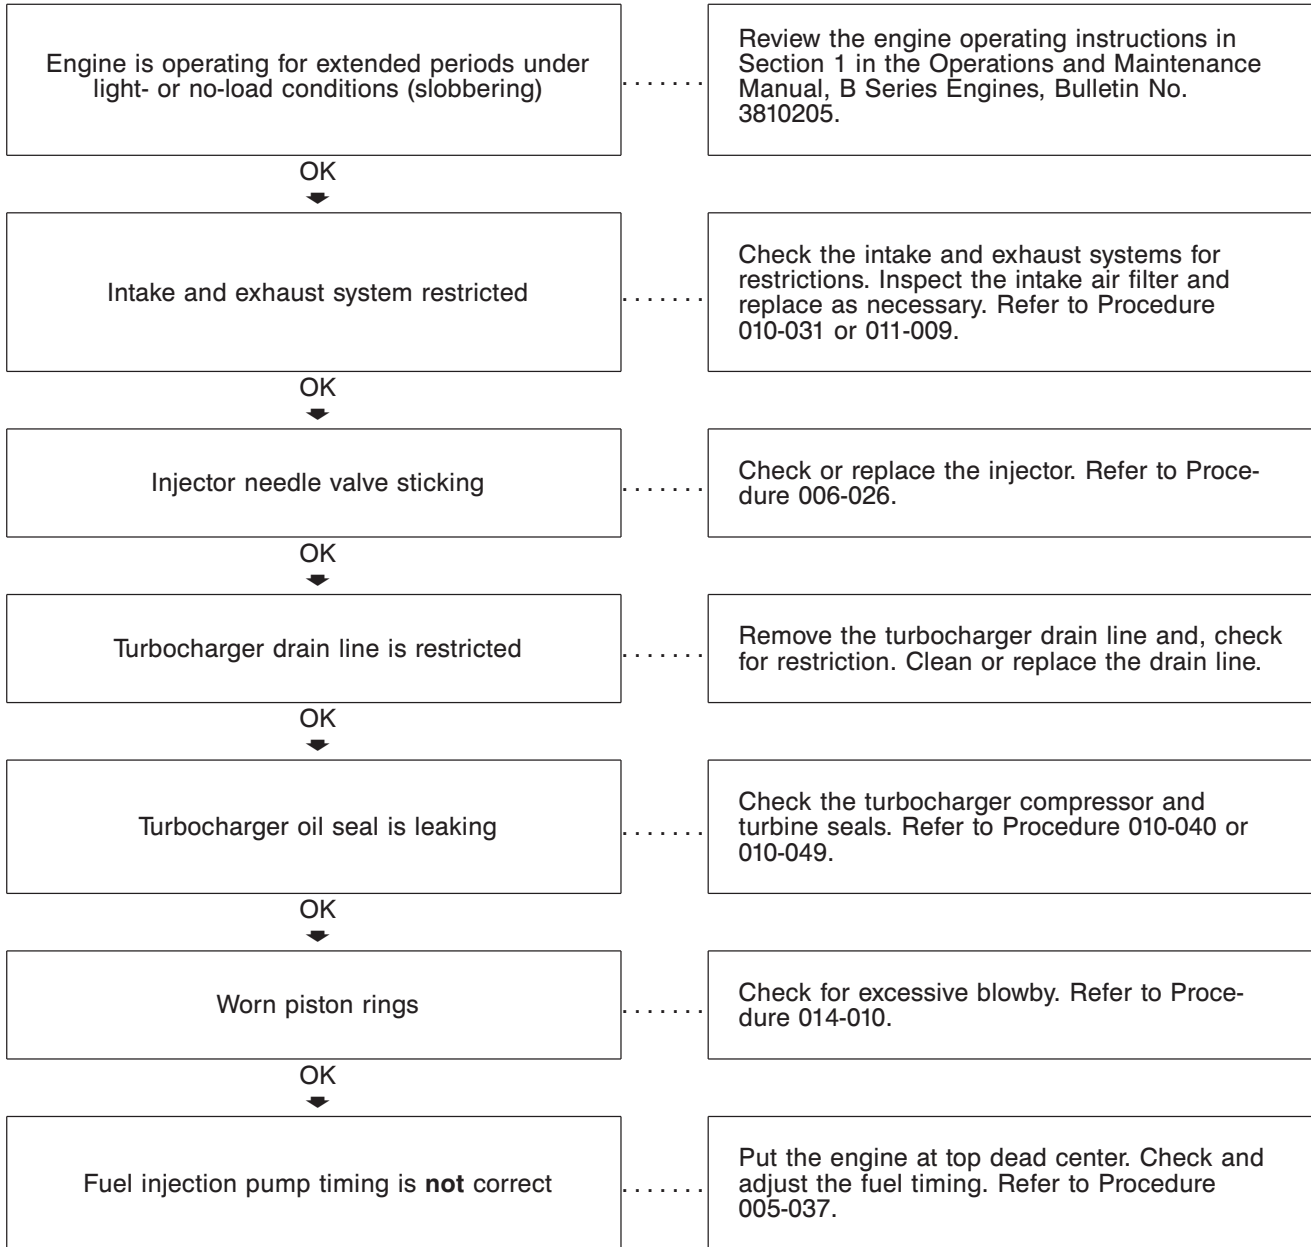 Engine is operating for extended periods under
light- or no-load conditions (slobbering)
.......
Review the engine operating instructions in
Section 1 in the Operations and Maintenance
Manual, B Series Engines, Bulletin No.
3810205.
OK
Intake and exhaust system restricted
.......
Check the intake and exhaust systems for
restrictions. Inspect the intake air filter and
replace as necessary. Refer to Procedure
010-031 or 011-009.
OK
Injector needle valve sticking
.......
Check or replace the injector. Refer to Proce-
dure 006-026.
OK
Turbocharger drain line is restricted
.......
Remove the turbocharger drain line and, check
for restriction. Clean or replace the drain line.
OK
Turbocharger oil seal is leaking
.......
Check the turbocharger compressor and
turbine seals. Refer to Procedure 010-040 or
010-049.
OK
Worn piston rings
.......
Check for excessive blowby. Refer to Proce-
dure 014-010.
OK
Fuel injection pump timing is not correct
.......
Put the engine at top dead center. Check and
adjust the fuel timing. Refer to Procedure
005-037.